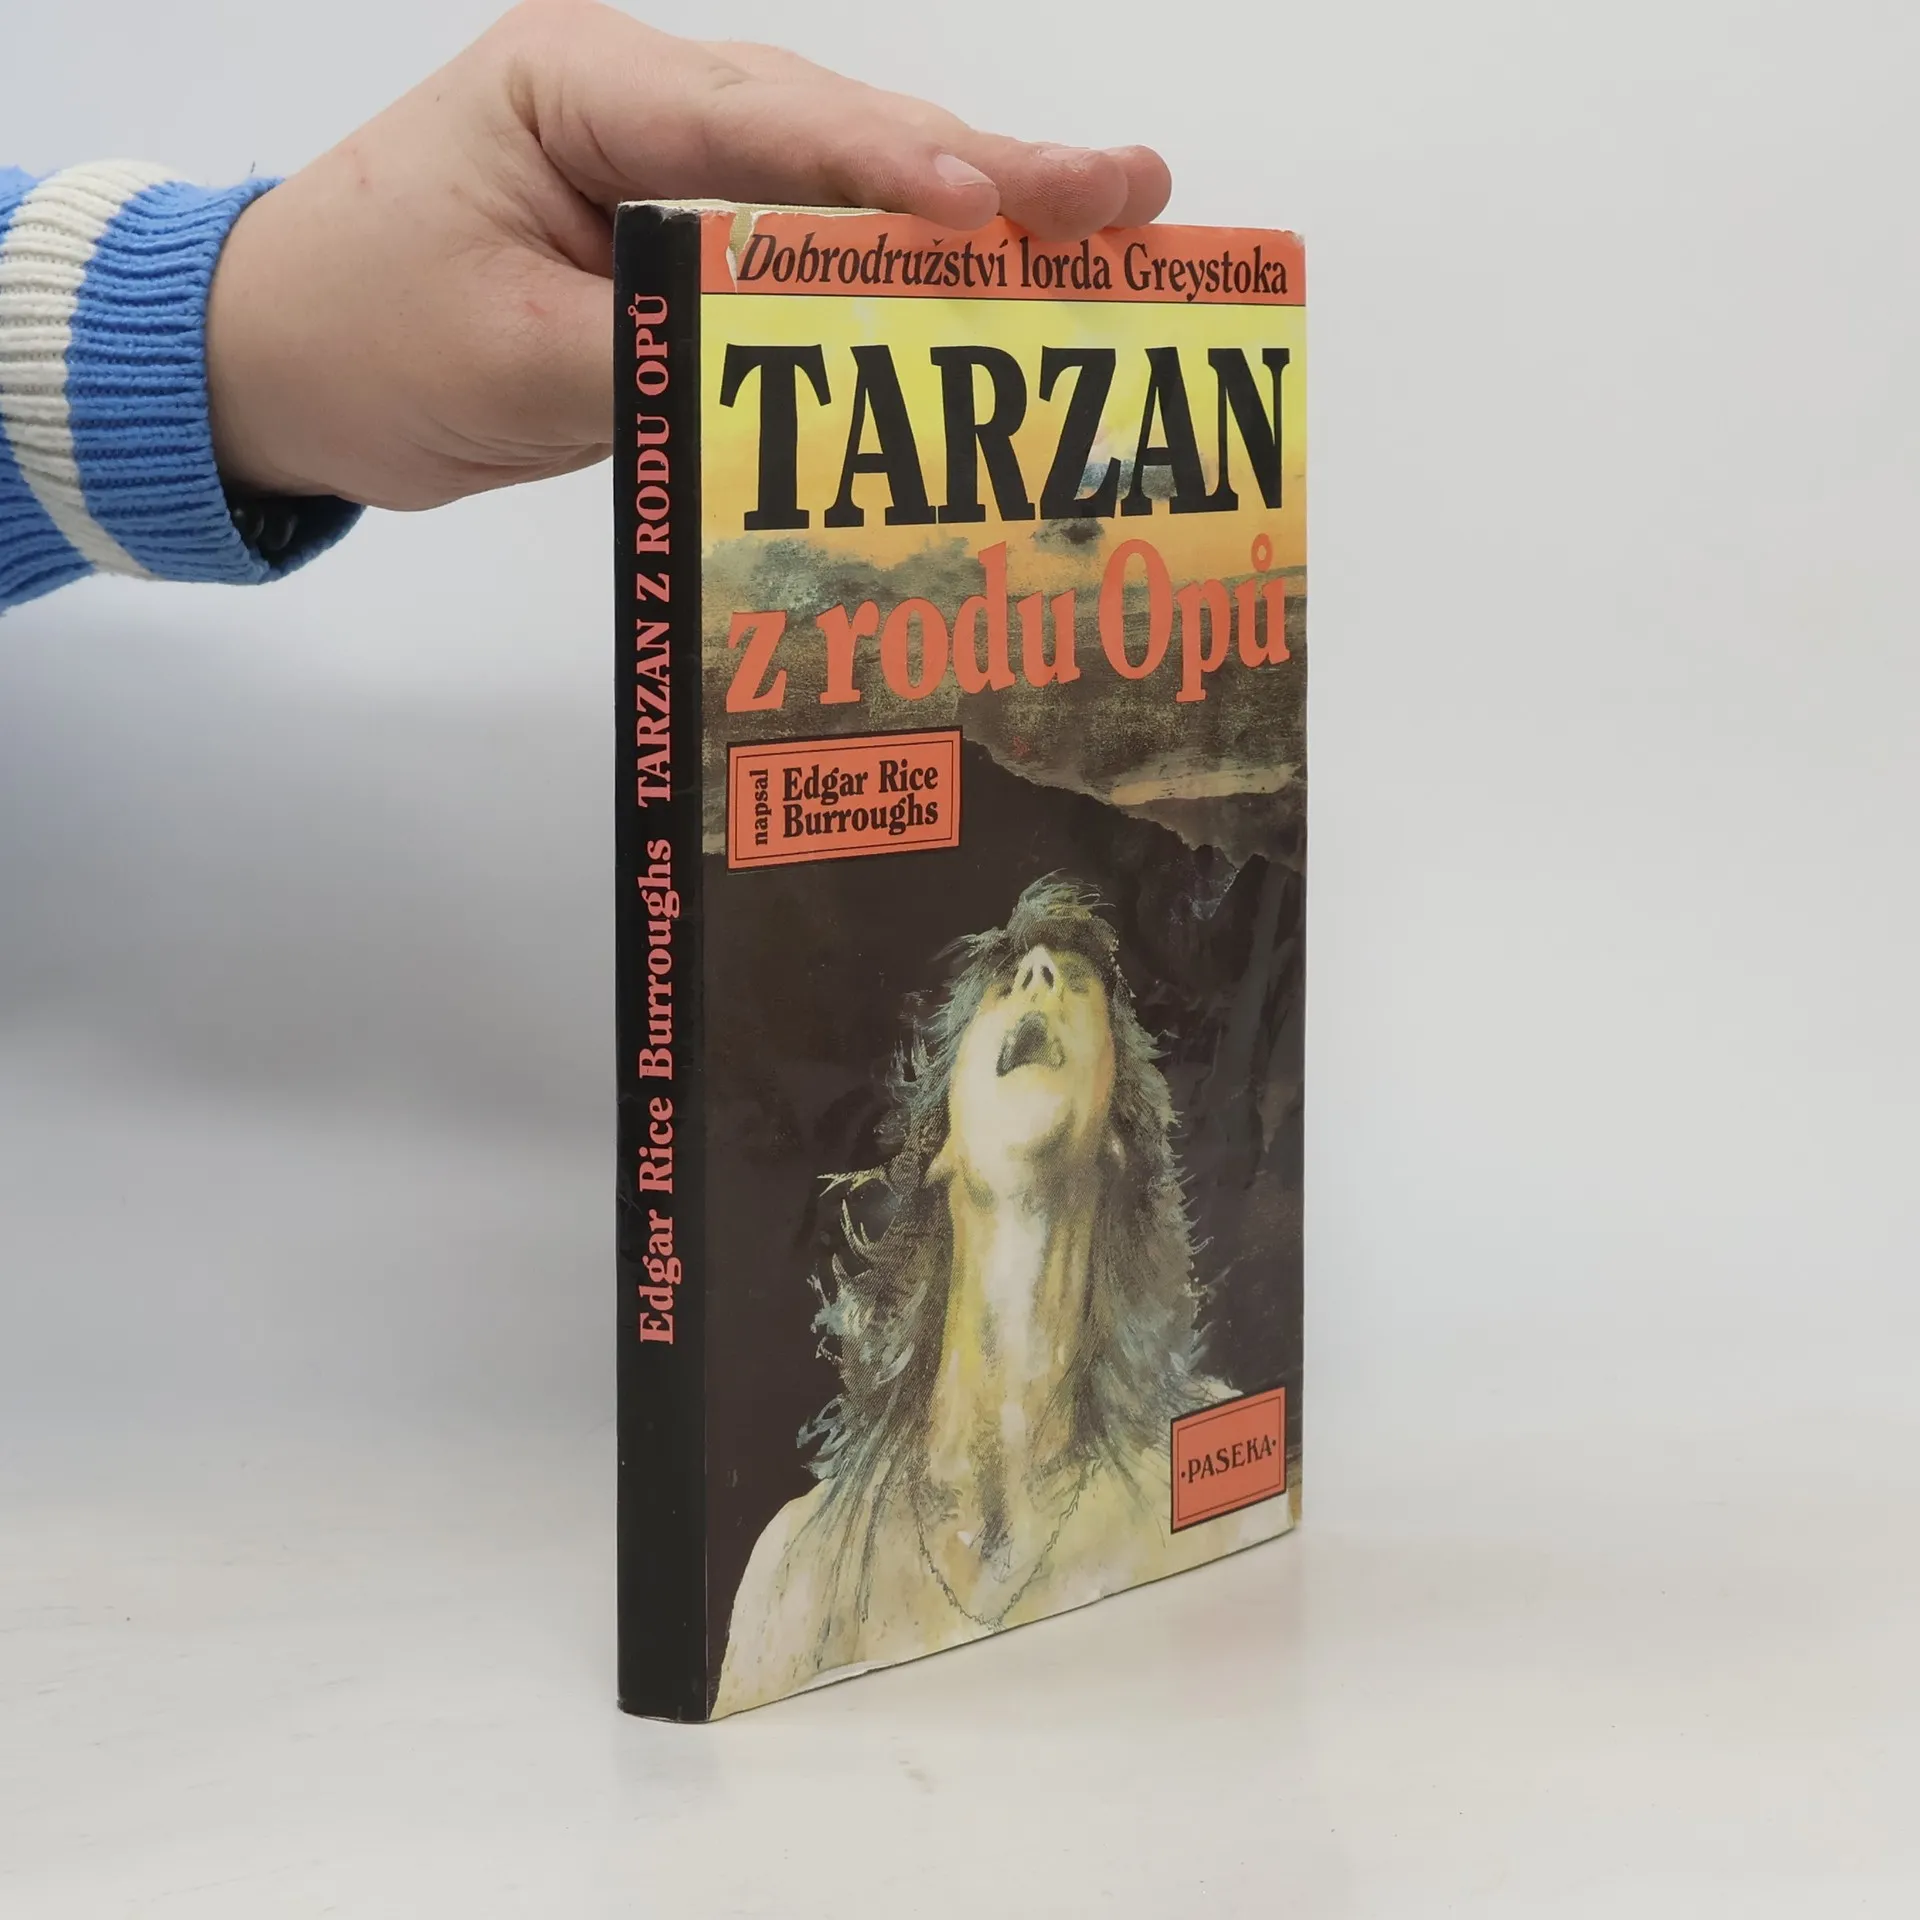 Dobrodružství lorda Greystoka
TARZAN
z rodu Opů
napsal
Edgar Rice
Burroughs
·PASEKA·
Edgar Rice Burroughs TARZAN Z RODU OPŮ